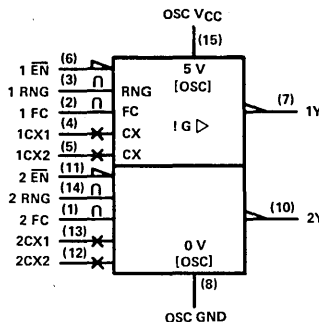 OSC VCC
(15)
1 EN (6)
1 RNG (3)
1 FC (2)
1CX1 (4)
1CX2 (5)
2 EN (11)
2 RNG (14)
2 FC (1)
2CX1 (13)
2CX2 (12)
5 V
[OSC]
RNG
FC
! G ▷
CX
CX
(7)
1Y
(10)
2Y
0 V
[OSC]
(8)
OSC GND